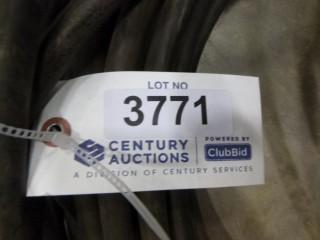 LOT NO
3771
CENTURY AUCTIONS
POWERED BY
ClubBid
A DIVISION OF CENTURY SERVICES